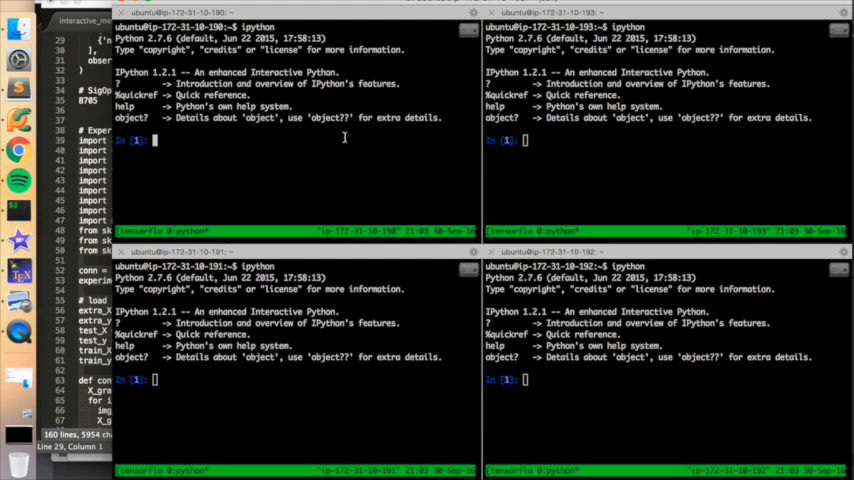 interactive_me
29
30
31
32
33
34
35
36
37
38
39
40
41
42
43
44
45
46
47
48
49
50
51
52
53
54
55
56
57
58
59
60
61
62
63
64
65
66
67
{'n
],
obser
)
# SigOp
8705
# Exper
import
import
import
import
import
import
import
import
from sk
from sk
from sk
conn =
experim
# load
extra_X
extra_y
test_X
test_y
train_X
train_y
def con
X_gra
for i
img_
X_g
160 lines, 5954 cha
Line 29, Column 1
ubuntu@ip-172-31-10-190: ~
ubuntu@ip-172-31-10-190:~$ ipython
Python 2.7.6 (default, Jun 22 2015, 17:58:13)
Type "copyright", "credits" or "license" for more information.
IPython 1.2.1 -- An enhanced Interactive Python.
? -> Introduction and overview of IPython's features.
%quickref -> Quick reference.
help -> Python's own help system.
object? -> Details about 'object', use 'object??' for extra details.
In [1]:
[tensorflo 0:python* "ip-172-31-10-190" 21:03 30-Sep-16
ubuntu@ip-172-31-10-193: ~
ubuntu@ip-172-31-10-193:~$ ipython
Python 2.7.6 (default, Jun 22 2015, 17:58:13)
Type "copyright", "credits" or "license" for more information.
IPython 1.2.1 -- An enhanced Interactive Python.
? -> Introduction and overview of IPython's features.
%quickref -> Quick reference.
help -> Python's own help system.
object? -> Details about 'object', use 'object??' for extra details.
In [1]:
[tensorflo 0:python* "ip-172-31-10-193" 21:03 30-Sep-16
ubuntu@ip-172-31-10-191: ~
ubuntu@ip-172-31-10-191:~$ ipython
Python 2.7.6 (default, Jun 22 2015, 17:58:13)
Type "copyright", "credits" or "license" for more information.
IPython 1.2.1 -- An enhanced Interactive Python.
? -> Introduction and overview of IPython's features.
%quickref -> Quick reference.
help -> Python's own help system.
object? -> Details about 'object', use 'object??' for extra details.
In [1]:
[tensorflo 0:python* "ip-172-31-10-191" 21:03 30-Sep-16
ubuntu@ip-172-31-10-192: ~
ubuntu@ip-172-31-10-192:~$ ipython
Python 2.7.6 (default, Jun 22 2015, 17:58:13)
Type "copyright", "credits" or "license" for more information.
IPython 1.2.1 -- An enhanced Interactive Python.
? -> Introduction and overview of IPython's features.
%quickref -> Quick reference.
help -> Python's own help system.
object? -> Details about 'object', use 'object??' for extra details.
In [1]:
[tensorflo 0:python* "ip-172-31-10-192" 21:03 30-Sep-16